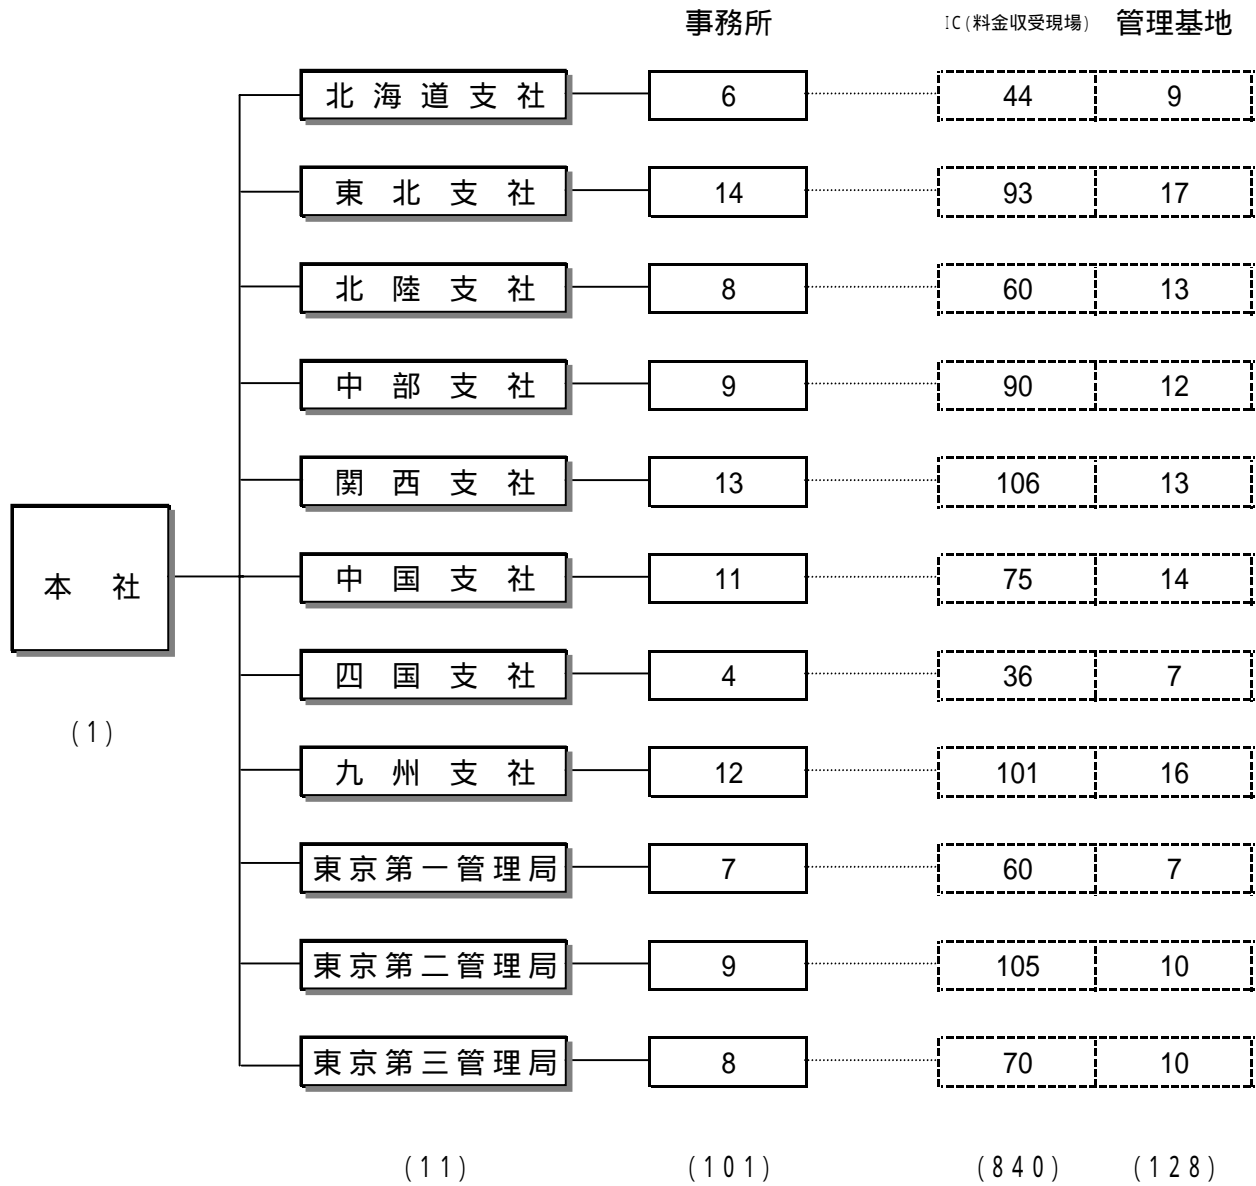 事務所 IC(料金収受現場) 管理基地
北海道支社 6 44 9
東北支社 14 93 17
北陸支社 8 60 13
中部支社 9 90 12
関西支社 13 106 13
本社
中国支社 11 75 14
四国支社 4 36 7
(1)
九州支社 12 101 16
東京第一管理局 7 60 7
東京第二管理局 9 105 10
東京第三管理局 8 70 10
(11) (101) (840) (128)